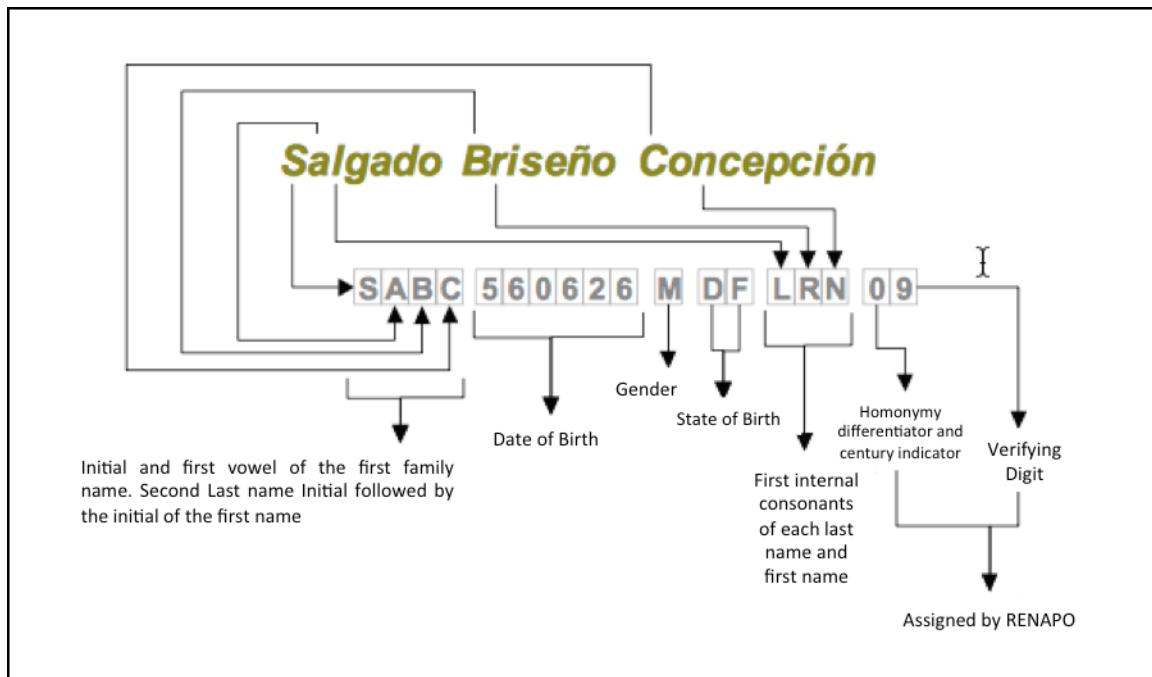 Salgado Briseño Concepción
SABC 560626 M DF LRN 09
Gender
State of Birth
Date of Birth
Homonymy
differentiator and
century indicator
Verifying
Digit
Initial and first vowel of the first family
name. Second Last name Initial followed by
the initial of the first name
First internal
consonants
of each last
name and
first name
Assigned by RENAPO